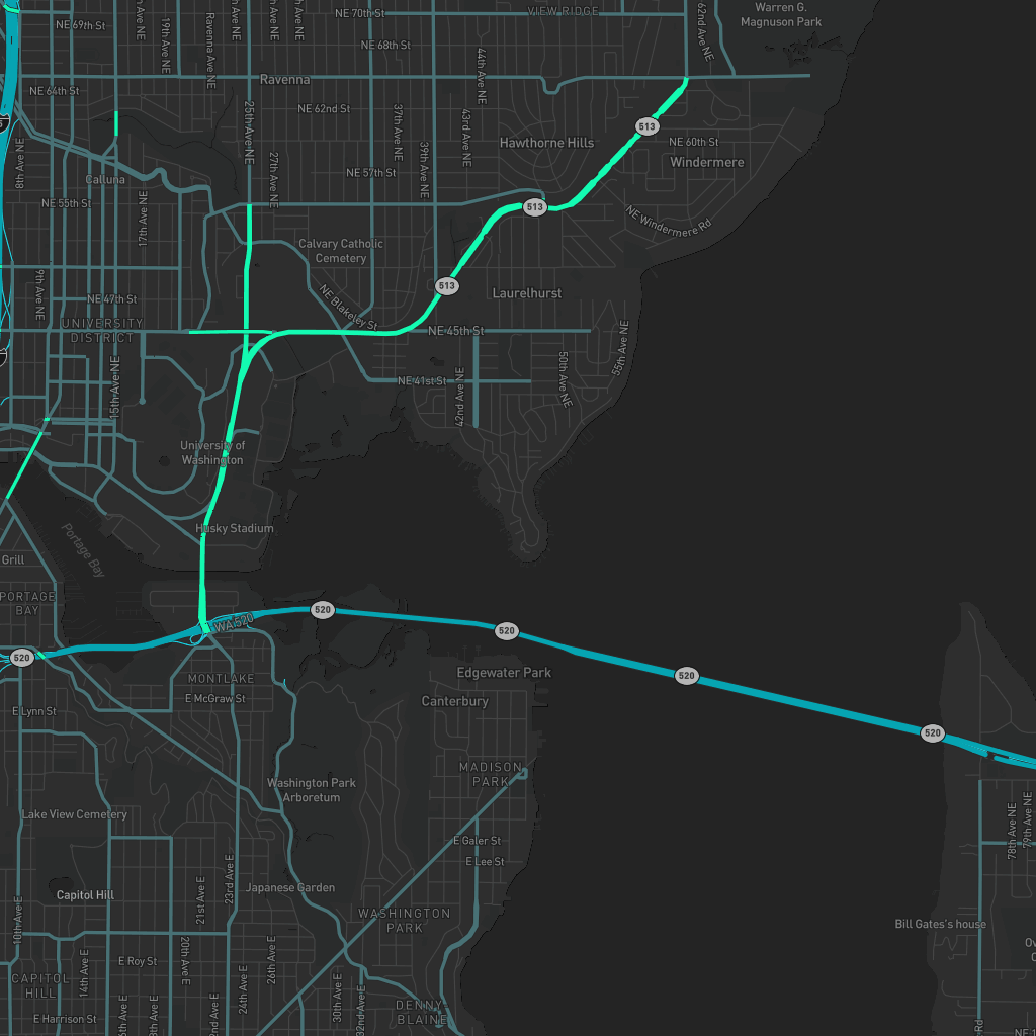 NE 70th St
VIEW RIDGE
Warren G.
Magnuson Park
NE 69th St
19th Ave NE
Ravenna Ave NE
NE 68th St
44th Ave NE
62nd Ave NE
Ravenna
NE 64th St
NE 62nd St
25th Ave NE
37th Ave NE
43rd Ave NE
513
NE 60th St
Hawthorne Hills
Windermere
8th Ave NE
27th Ave NE
39th Ave NE
NE 57th St
Calluna
NE 55th St
17th Ave NE
513
NE Windermere Rd
Calvary Catholic
Cemetery
9th Ave NE
513
Laurelhurst
NE 47th St
NE Blakeley St
UNIVERSITY
DISTRICT
NE 45th St
55th Ave NE
15th Ave NE
NE 41st St
42nd Ave NE
50th Ave NE
University of
Washington
Husky Stadium
Portage Bay
Grill
PORTAGE
BAY
520
WA 520
520
520
MONTLAKE
Edgewater Park
520
E McGraw St
Canterbury
E Lynn St
520
MADISON
PARK
Washington Park
Arboretum
Lake View Cemetery
78th Ave NE
79th Ave NE
E Galer St
E Lee St
23rd Ave E
Capitol Hill
21st Ave E
Japanese Garden
10th Ave E
WASHINGTON
PARK
Bill Gates's house
E Roy St
20th Ave E
26th Ave E
14th Ave E
CAPITOL
HILL
24th Ave E
30th Ave E
DENNY-
BLAINE
E Harrison St